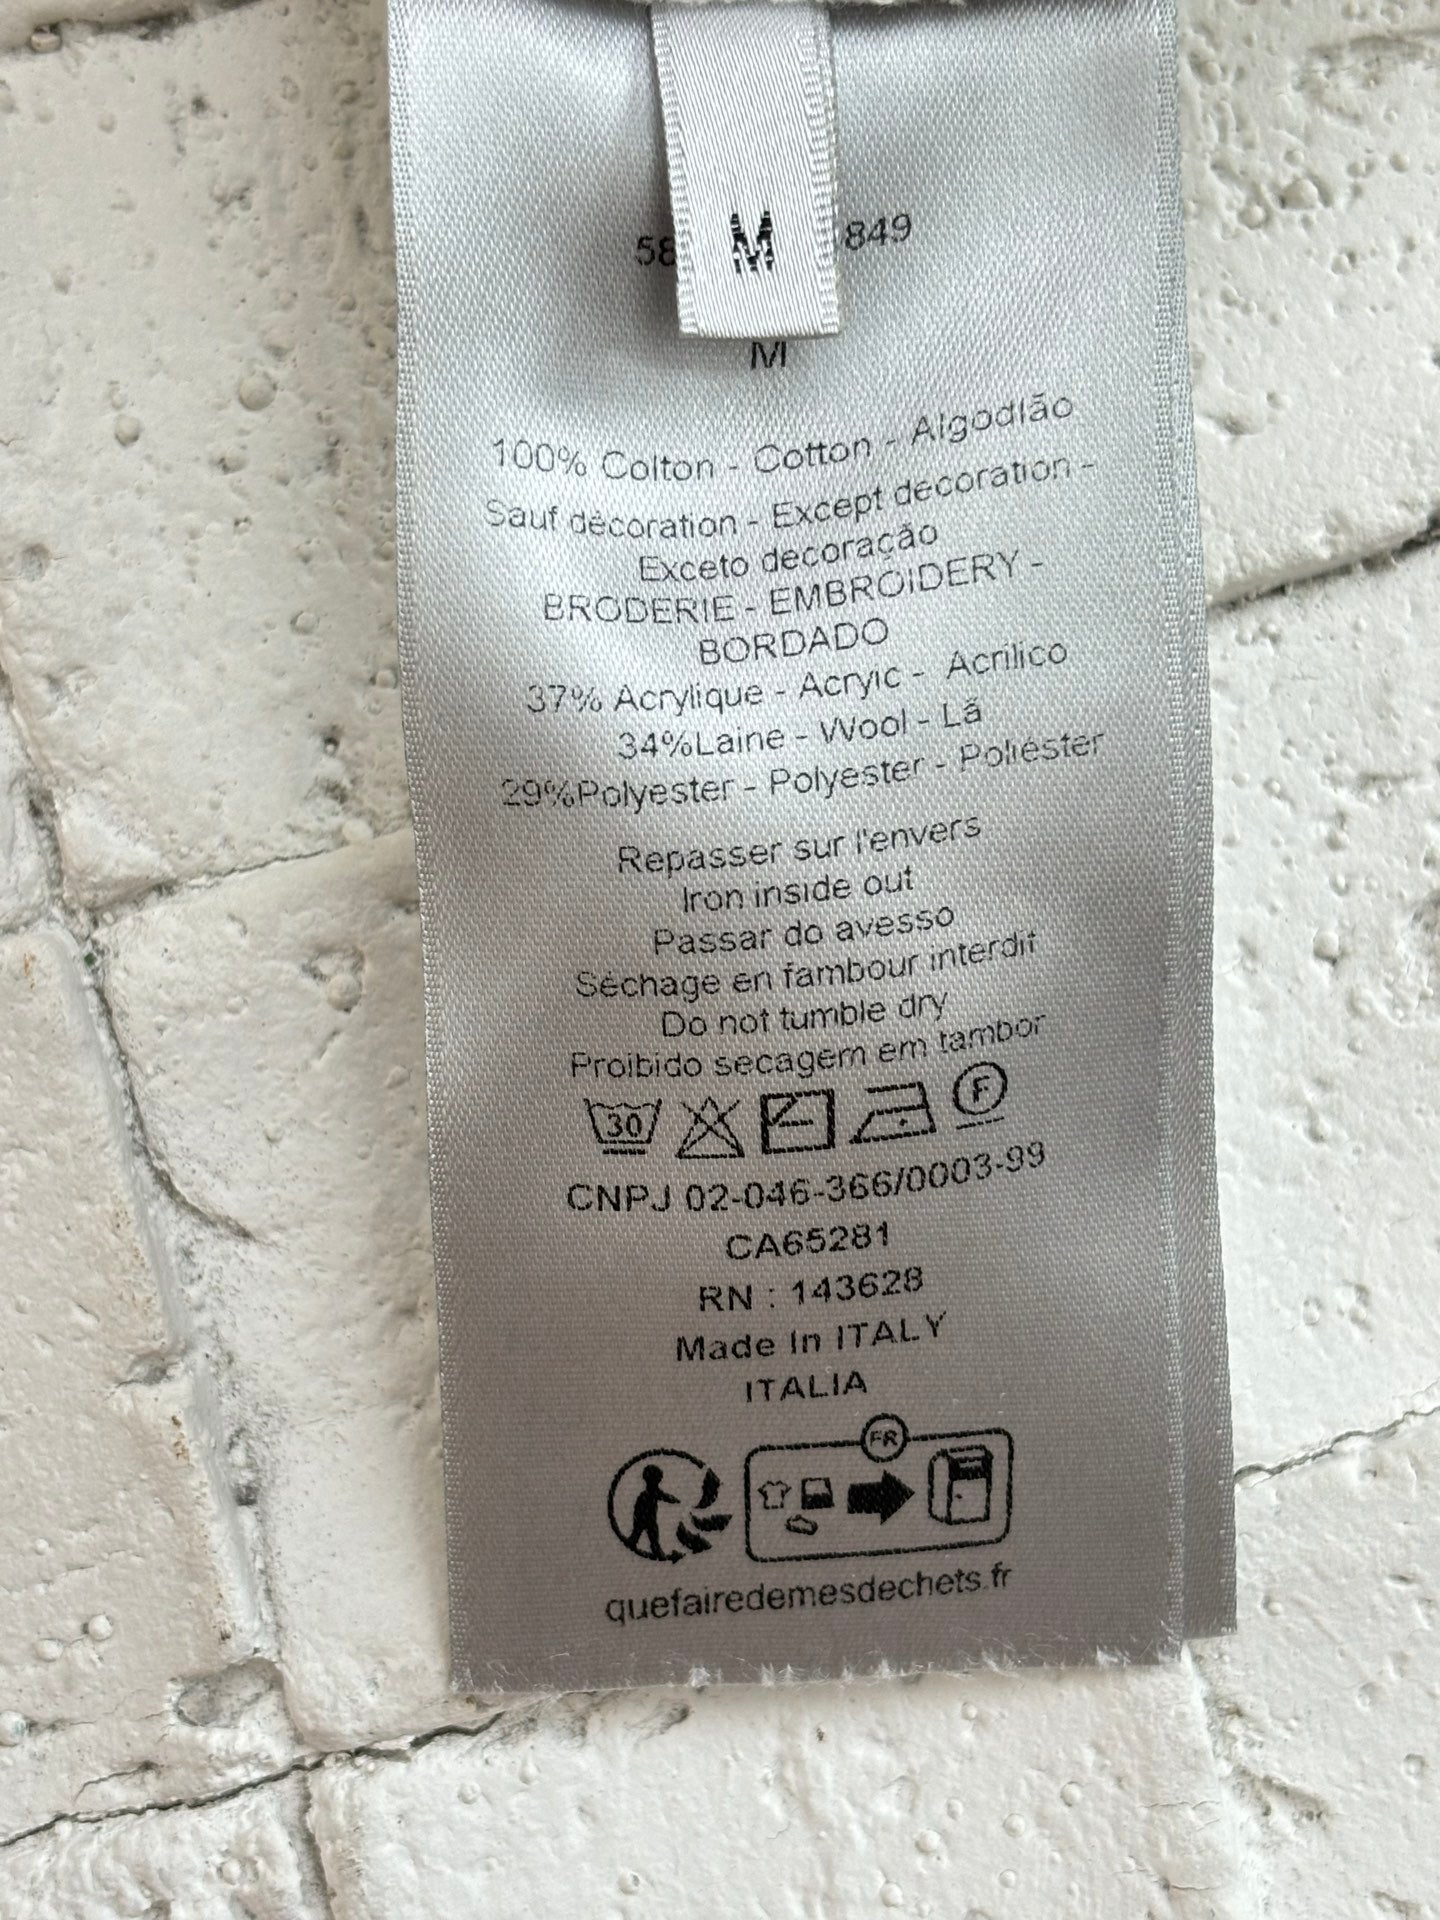 M
58 849
M
100% Colton - Cotton - Algodlão
Sauf décoration - Except decoration -
Exceto decoração
BRODERIE - EMBROIDERY -
BORDADO
37% Acrylique - Acryic - Acrilico
34%Laine - Wool - Lã
29%Polyester - Polyester - Poliéster
Repasser sur l'envers
Iron inside out
Passar do avesso
Séchage en fambour interdit
Do not tumble dry
Proibido secagem em tambor
30 F
CNPJ 02-046-366/0003-99
CA65281
RN : 143628
Made In ITALY
ITALIA
FR
quefairedemesdechets.fr